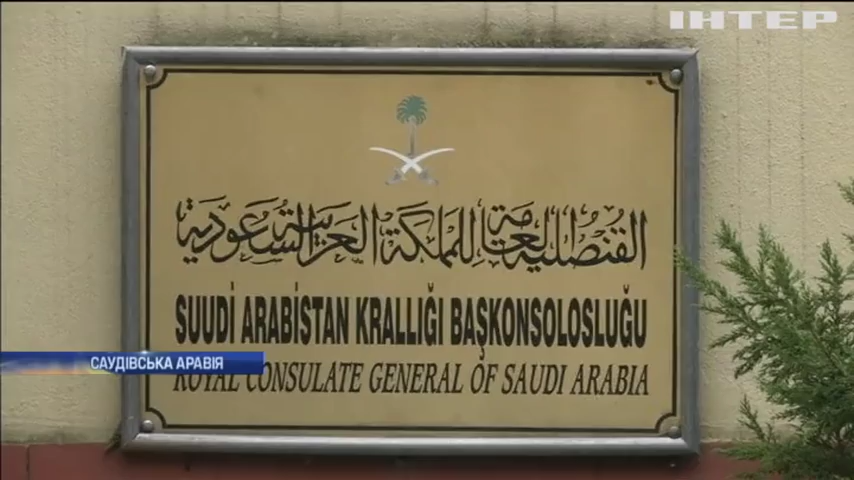 ІНТЕР
القنصلية العامة للمملكة العربية السعودية
SUUDİ ARABİSTAN KRALLIĞI BAŞKONSOLOSLUĞU
САУДІВСЬКА АРАВІЯ
ROYAL CONSULATE GENERAL OF SAUDI ARABIA